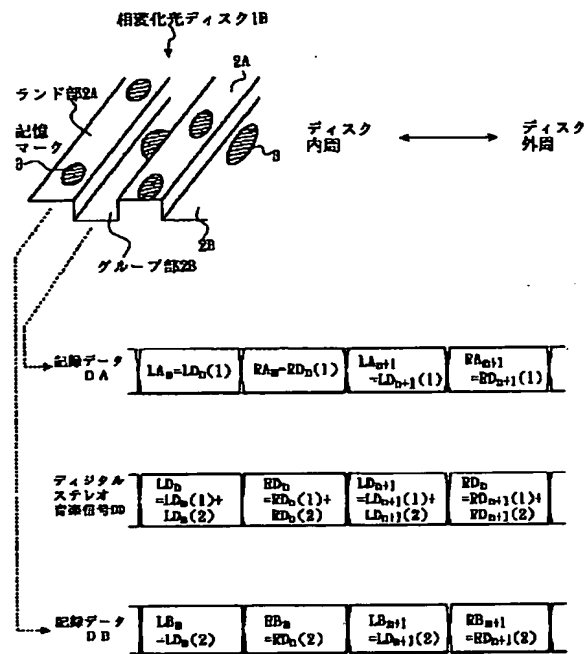 相変化光ディスク1B
2A
ランド部2A
記憶
マーク
3
ディスク
内周
ディスク
外周
3
2B
グルーブ部2B
記録データ
DA
LAn=LDn(1)
RAn=RDn(1)
LAn+1
=LDn+1(1)
RAn+1
=RDn+1(1)
ディジタル
ステレオ
音楽信号DD
LDn
=LDn(1)+
LDn(2)
RDn
=RDn(1)+
RDn(2)
LDn+1
=LDn+1(1)+
LDn+1(2)
RDn
=RDn+1(1)+
RDn+1(2)
記録データ
DB
LBn
=LDn(2)
RBn
=RDn(2)
LBn+1
=LDn+1(2)
RBn+1
=RDn+1(2)